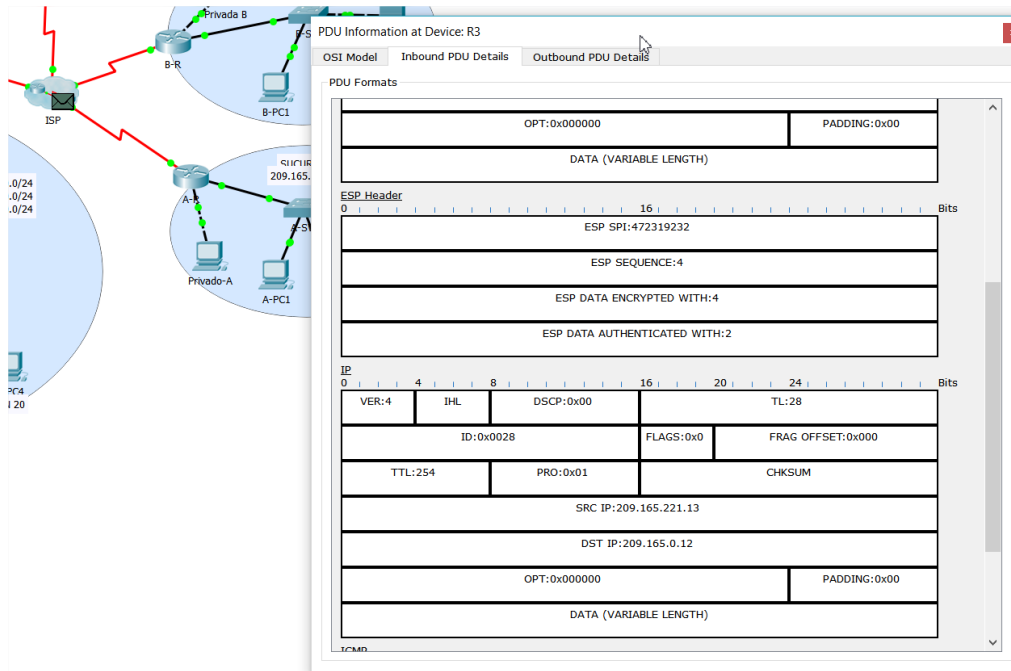 Privada B
B-R
B-PC1
ISP
SUCUR
209.165.
.0/24
.0/24
.0/24
A-R
A-S
Privado-A
A-PC1
PC4
N 20
PDU Information at Device: R3
OSI Model Inbound PDU Details Outbound PDU Details
PDU Formats
OPT:0x000000 PADDING:0x00
DATA (VARIABLE LENGTH)
ESP Header
0 16 Bits
ESP SPI:472319232
ESP SEQUENCE:4
ESP DATA ENCRYPTED WITH:4
ESP DATA AUTHENTICATED WITH:2
IP
0 4 8 16 20 24 Bits
VER:4 IHL DSCP:0x00 TL:28
ID:0x0028 FLAGS:0x0 FRAG OFFSET:0x000
TTL:254 PRO:0x01 CHKSUM
SRC IP:209.165.221.13
DST IP:209.165.0.12
OPT:0x000000 PADDING:0x00
DATA (VARIABLE LENGTH)
ICMP